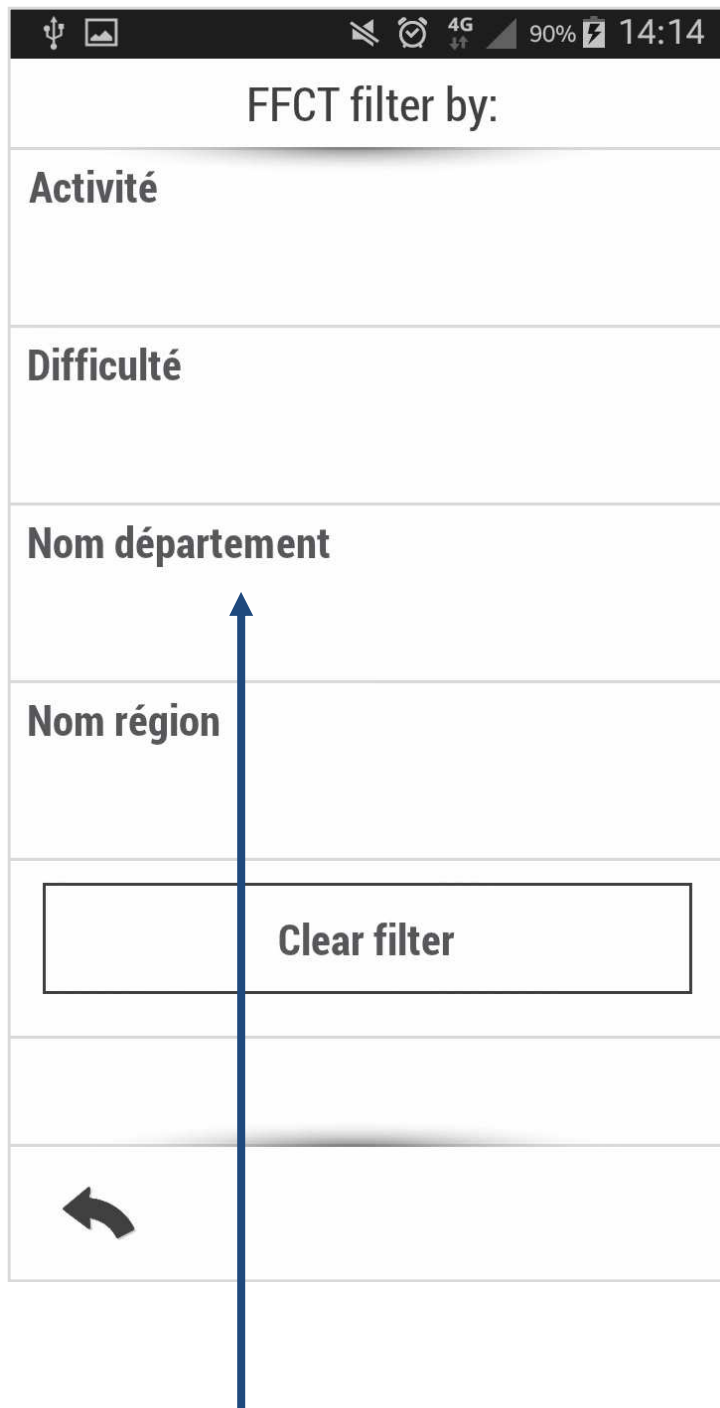 4G 90% 14:14
FFCT filter by:
Activité
Difficulté
Nom département
Nom région
Clear filter